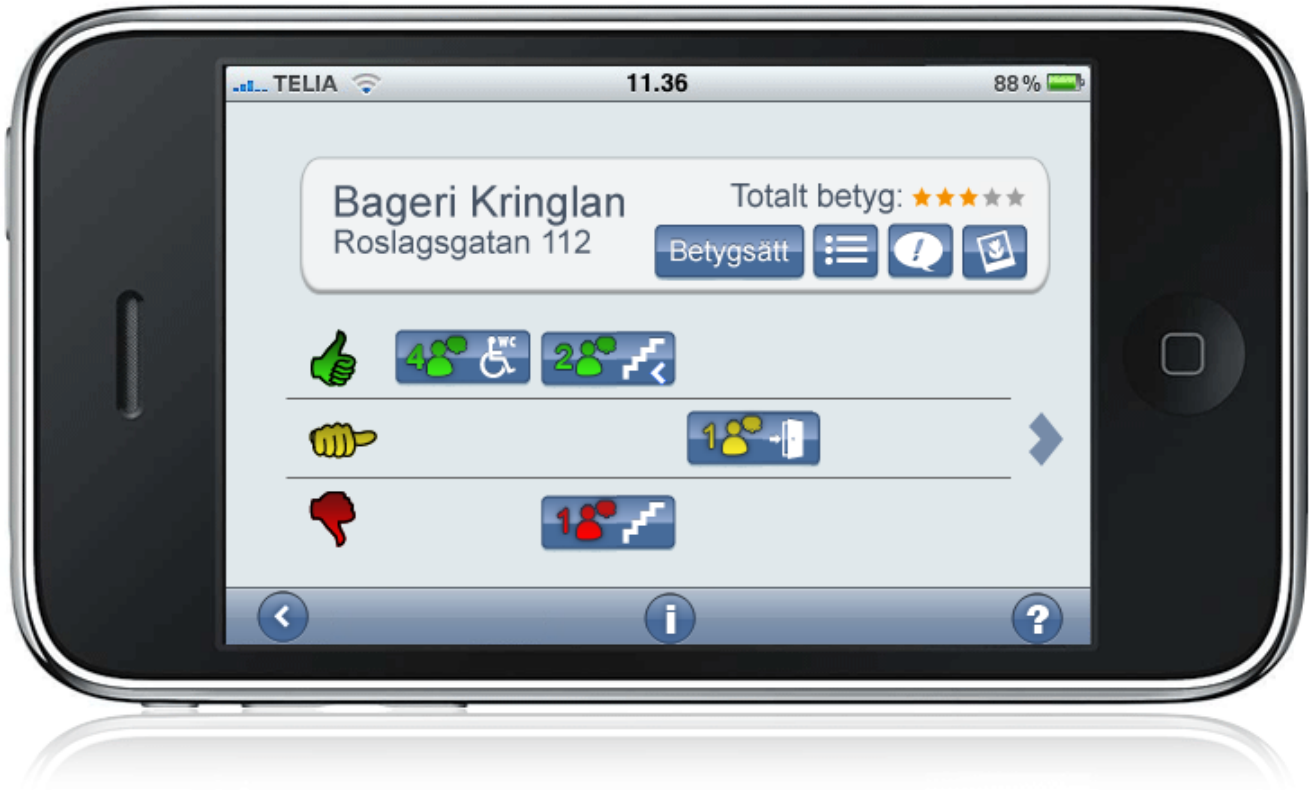 TELIA 11.36 88%
Bageri Kringlan
Totalt betyg:
Roslagsgatan 112
Betygsätt
4 WC 2
1
1